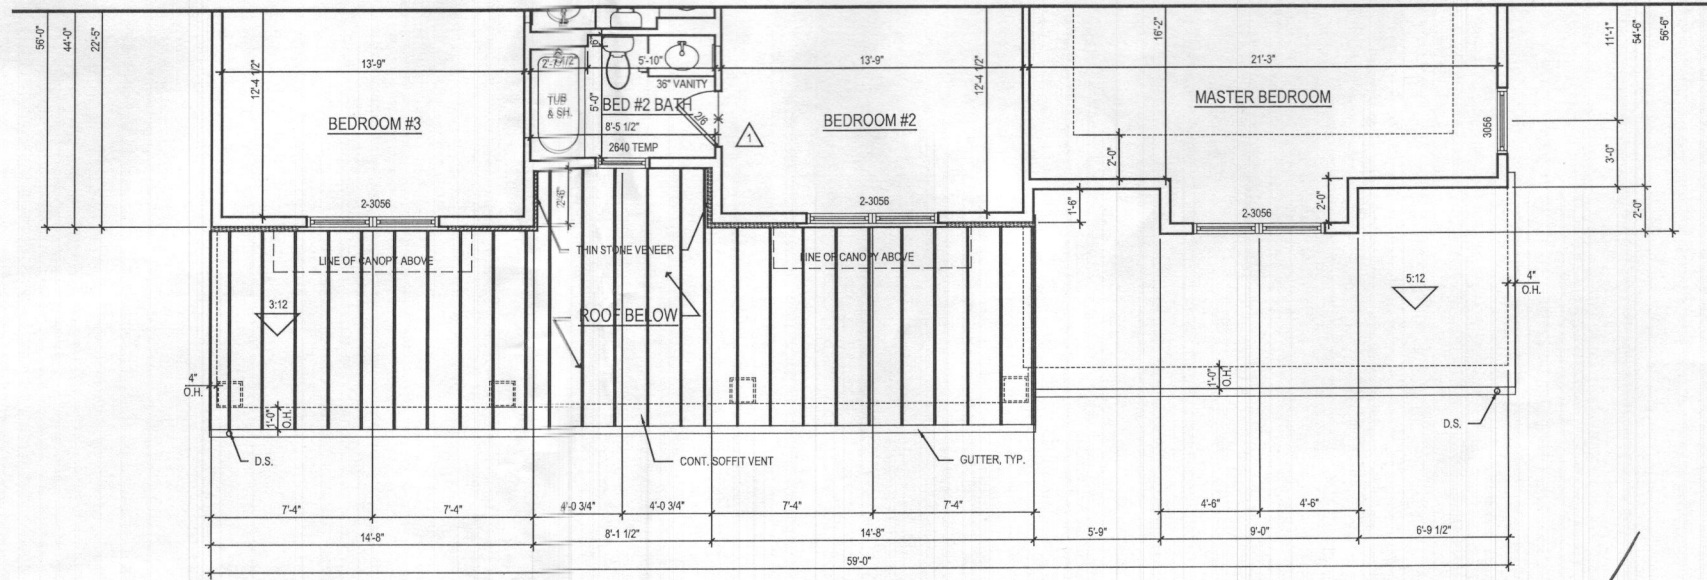 56'-0"
44'-0"
22'-5"
12'-4 1/2"
13'-9"
BEDROOM #3
2-3056
TUB
& SH.
5'-0"
6"
5'-10"
36" VANITY
BED #2 BATH
2/6
8'-5 1/2"
2640 TEMP
1
13'-9"
12'-4 1/2"
BEDROOM #2
2-3056
16'-2"
21'-3"
MASTER BEDROOM
3056
2'-0"
2'-0"
2-3056
1'-6"
11'-1"
54'-6"
56'-6"
3'-0"
2'-0"
2'-6"
THIN STONE VENEER
LINE OF CANOPY ABOVE
LINE OF CANOPY ABOVE
3:12
ROOF BELOW
5:12
4"
O.H.
4"
O.H.
1'-0"
O.H.
1'-0"
O.H.
D.S.
CONT. SOFFIT VENT
GUTTER, TYP.
D.S.
7'-4"
7'-4"
4'-0 3/4"
4'-0 3/4"
7'-4"
7'-4"
4'-6"
4'-6"
14'-8"
8'-1 1/2"
14'-8"
5'-9"
9'-0"
6'-9 1/2"
59'-0"